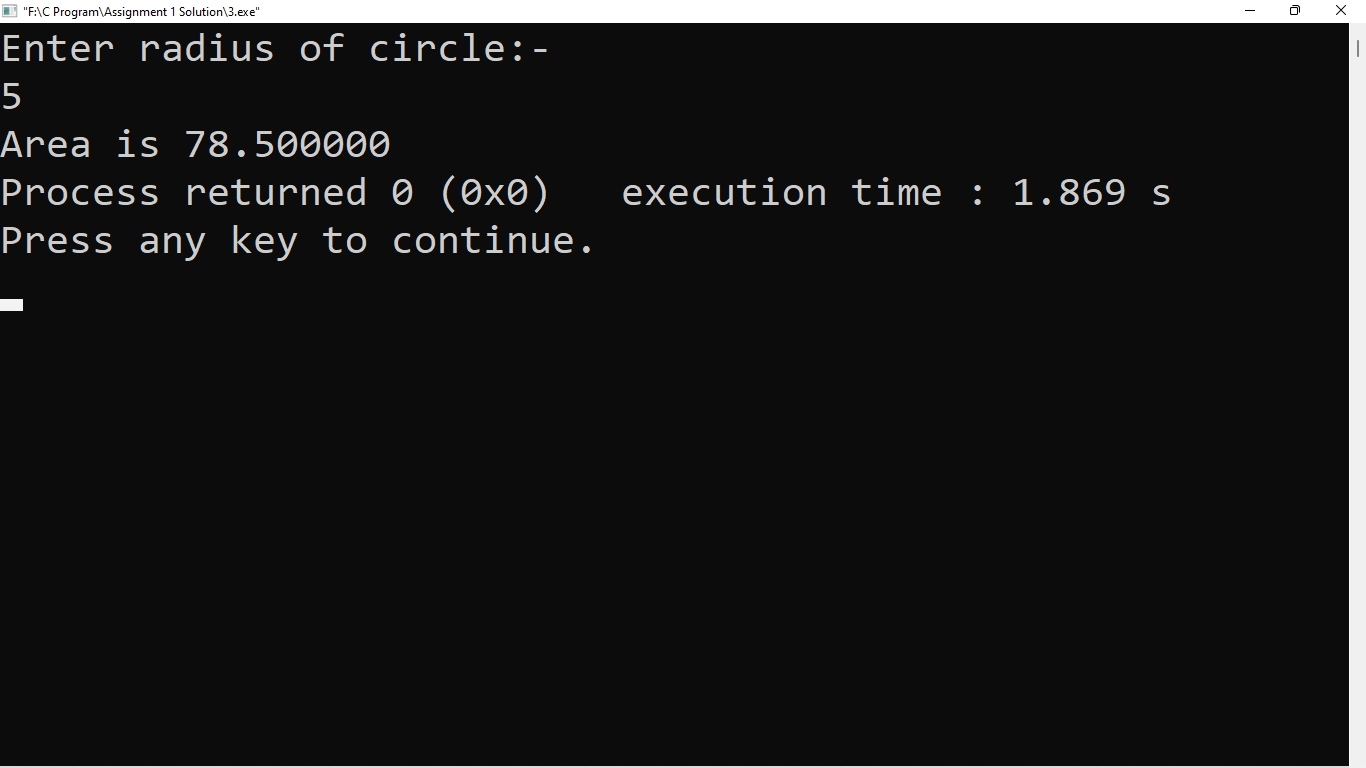 "F:\C Program\Assignment 1 Solution\3.exe"
Enter radius of circle:-
5
Area is 78.500000
Process returned 0 (0x0)   execution time : 1.869 s
Press any key to continue.